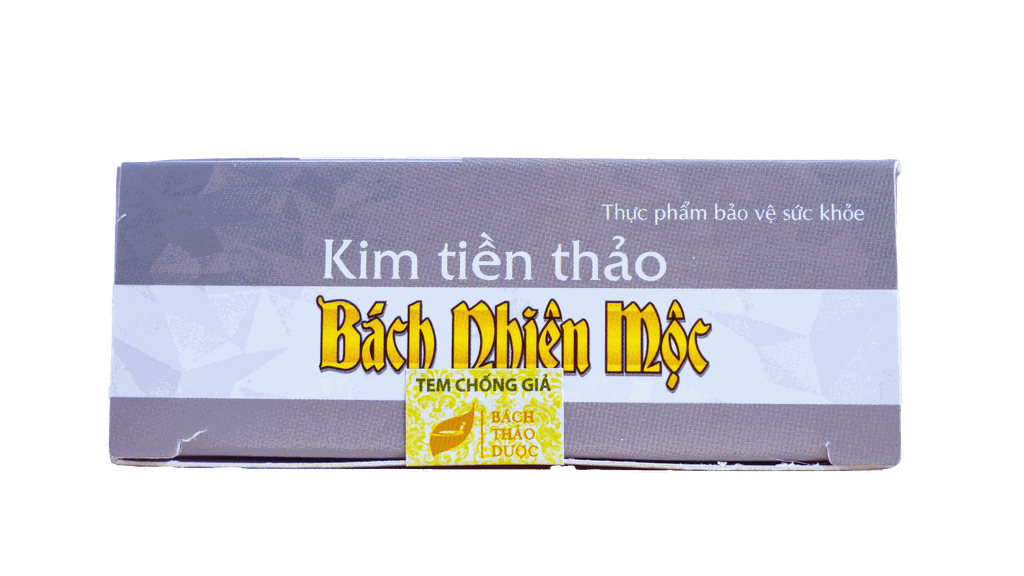 Thực phẩm bảo vệ sức khỏe
Kim tiền thảo
Bách Nhiên Mộc
TEM CHỐNG GIẢ
BÁCH
THẢO
DƯỢC